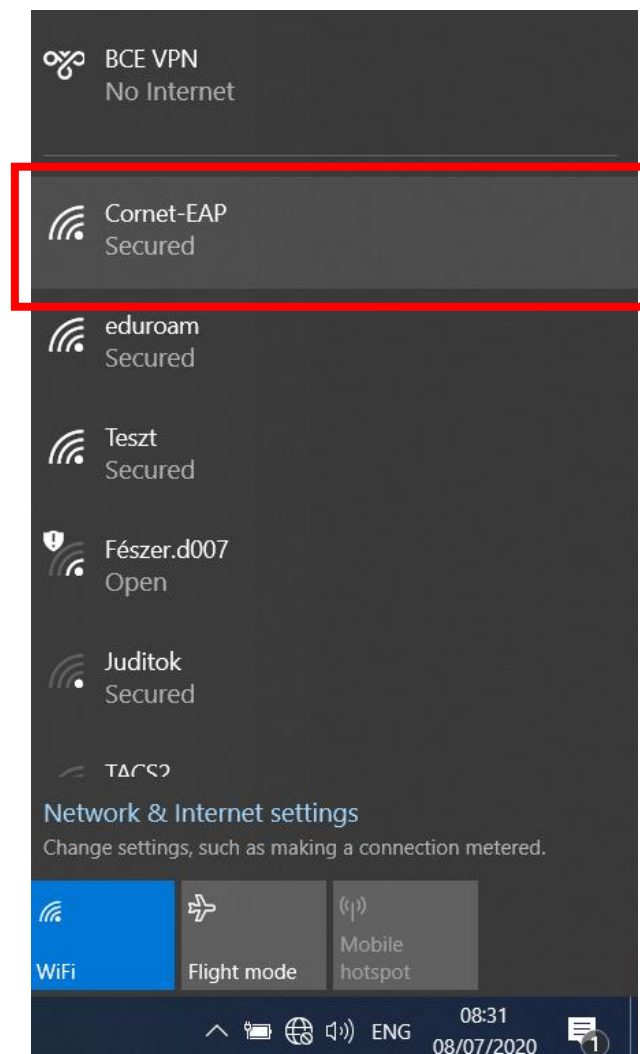 BCE VPN
No Internet
Cornet-EAP
Secured
eduroam
Secured
Teszt
Secured
Fészer.d007
Open
Juditok
Secured
TACS2
Network & Internet settings
Change settings, such as making a connection metered.
WiFi
Flight mode
Mobile
hotspot
ENG
08:31
08/07/2020
1